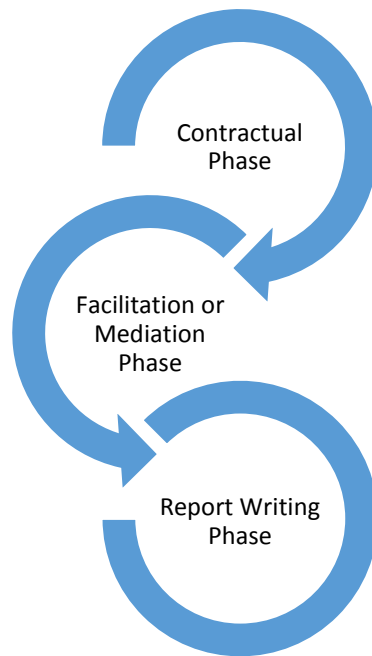 Contractual
Phase
Facilitation or
Mediation
Phase
Report Writing
Phase